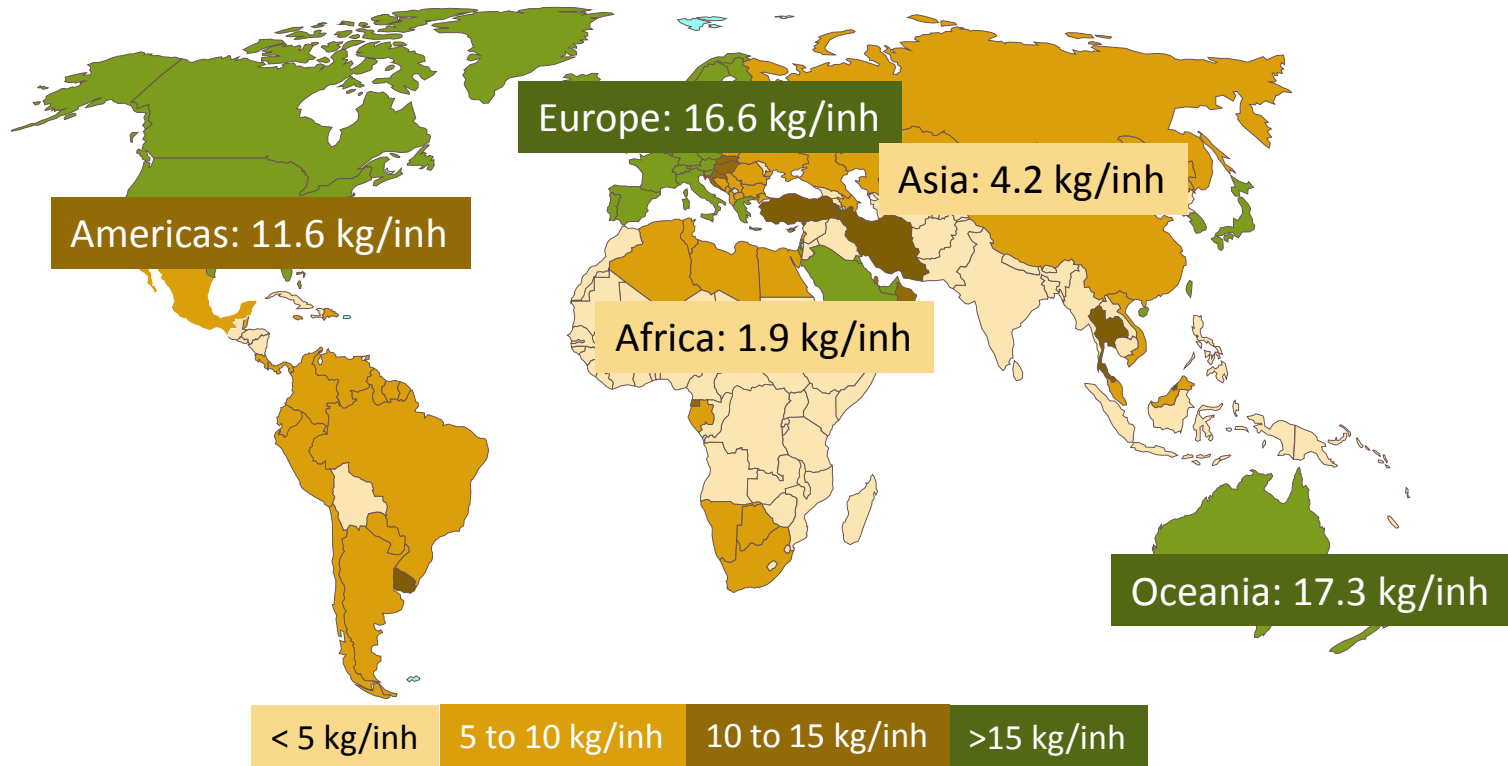 Europe: 16.6 kg/inh
Asia: 4.2 kg/inh
Americas: 11.6 kg/inh
Africa: 1.9 kg/inh
Oceania: 17.3 kg/inh
< 5 kg/inh
5 to 10 kg/inh
10 to 15 kg/inh
>15 kg/inh